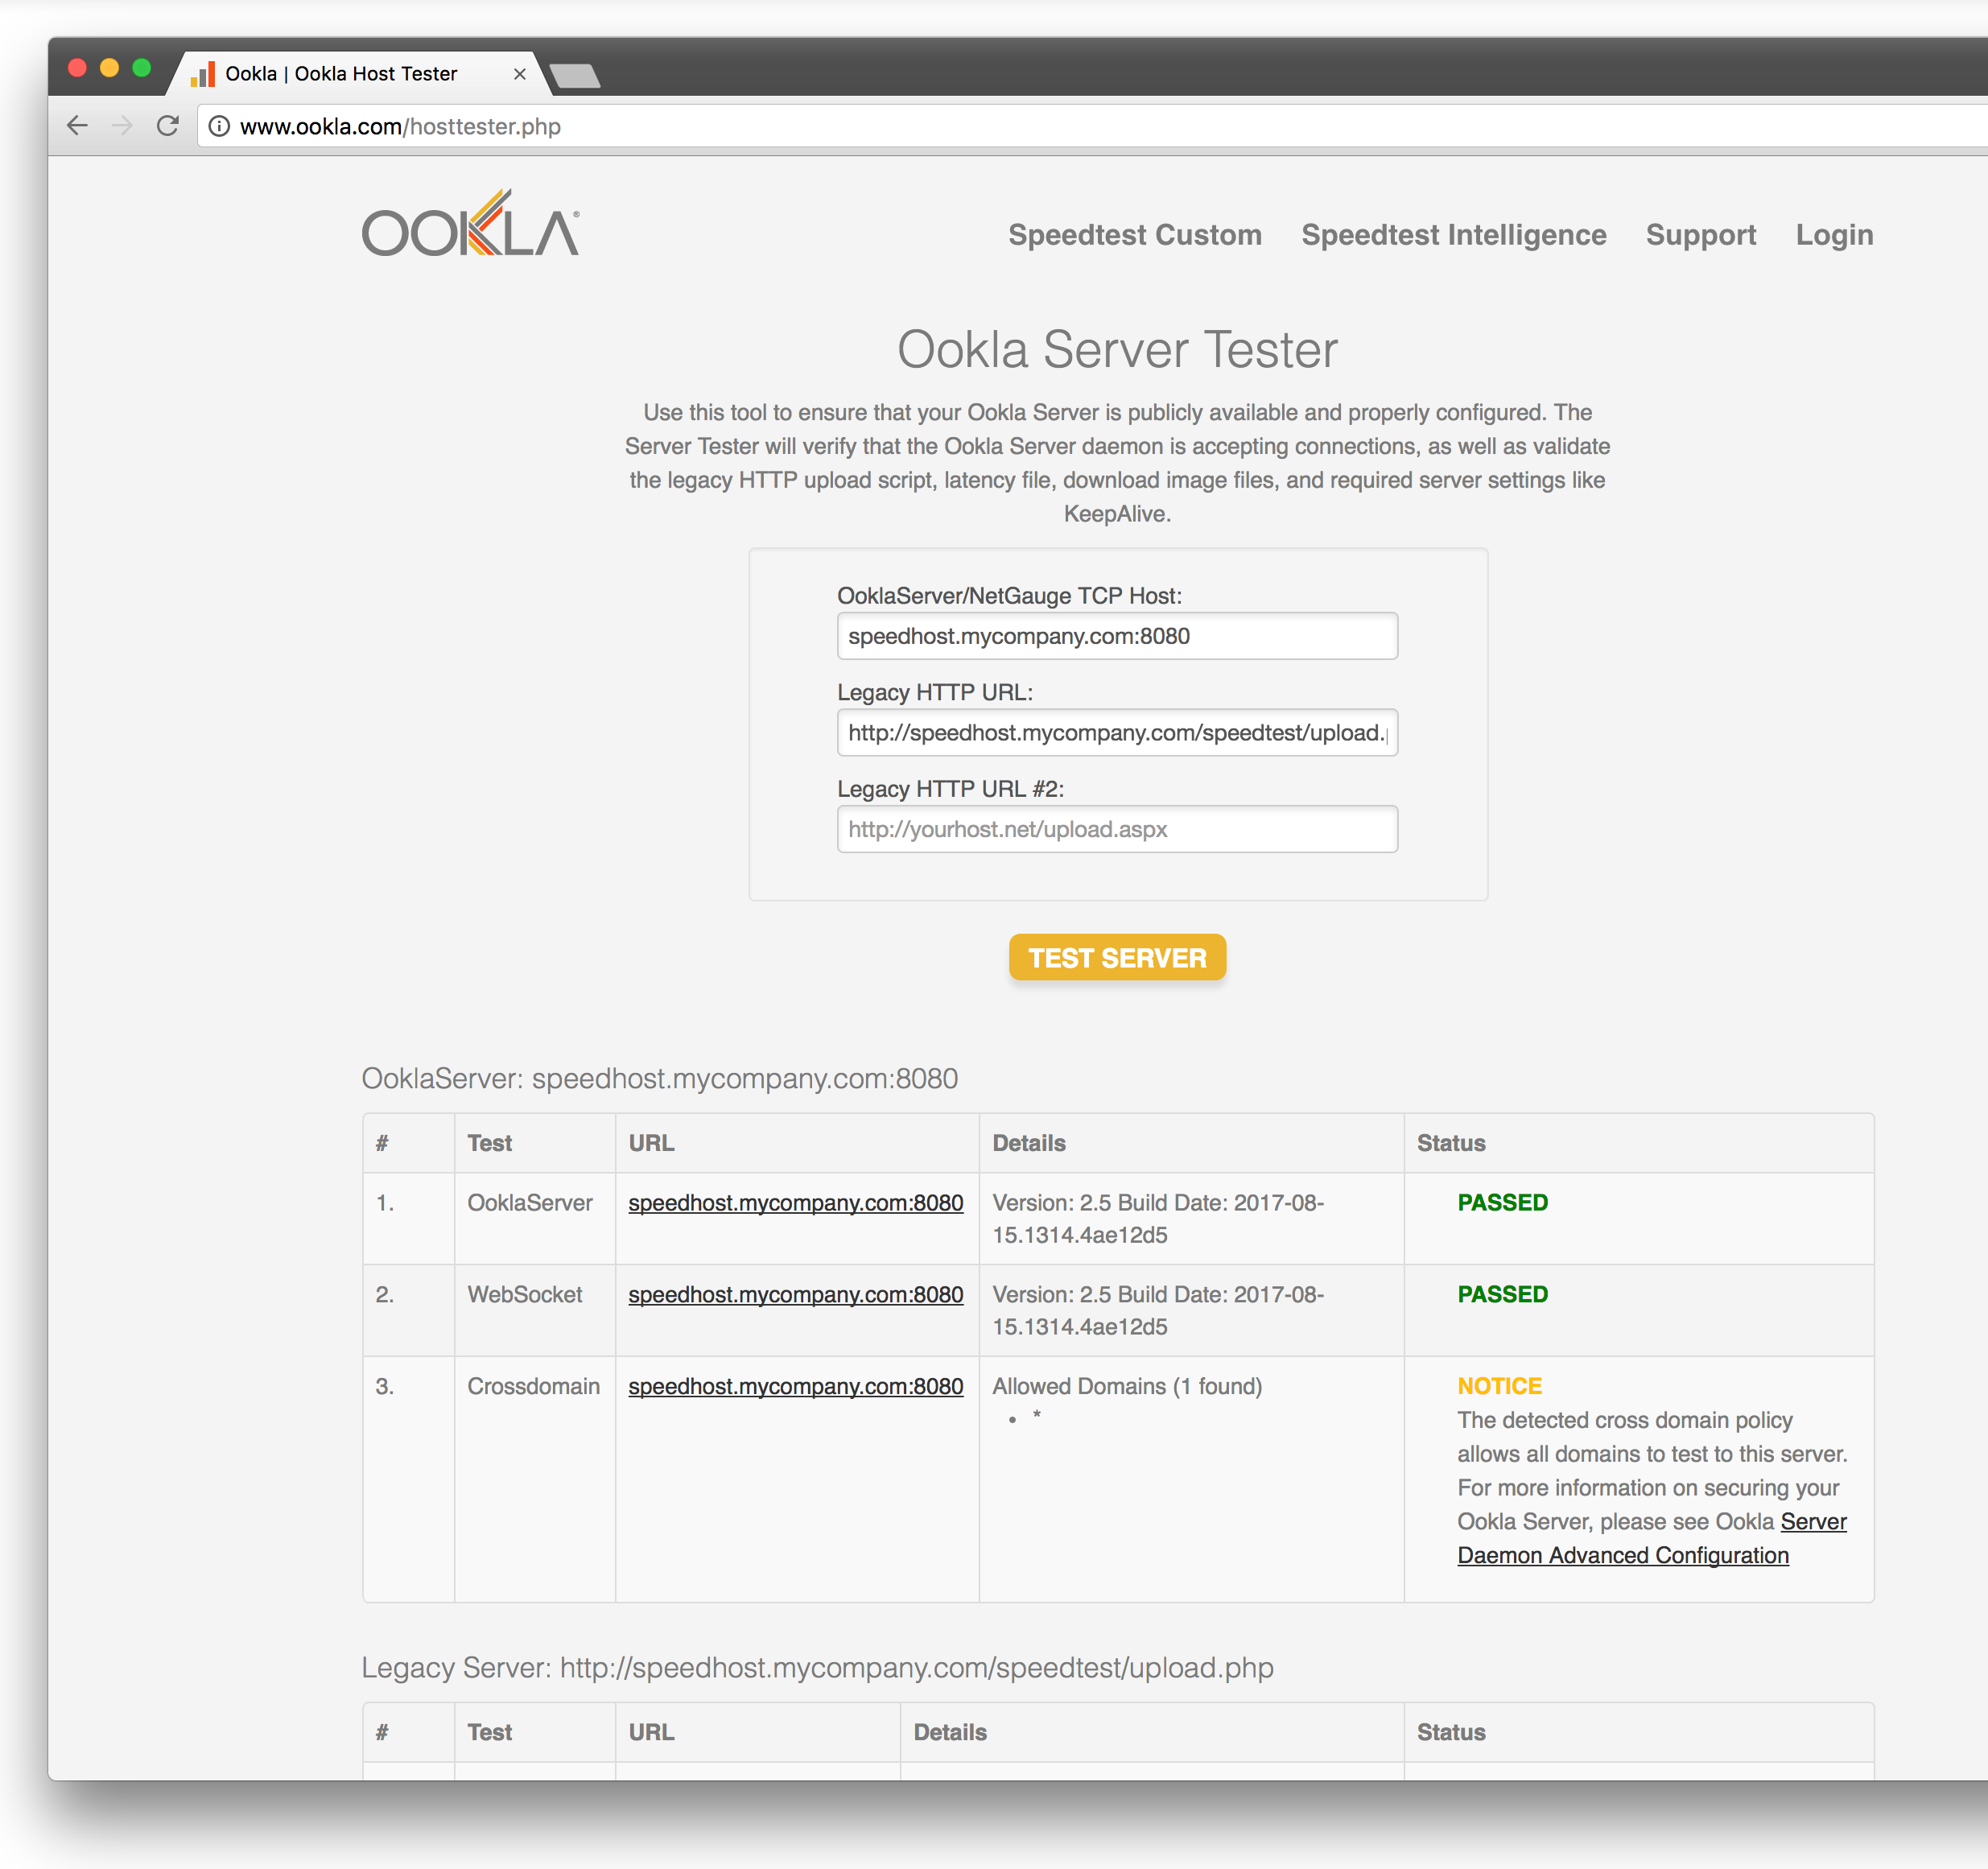 Ookla | Ookla Host Tester
www.ookla.com/hosttester.php
OOKLA®
Speedtest Custom Speedtest Intelligence Support Login
Ookla Server Tester
Use this tool to ensure that your Ookla Server is publicly available and properly configured. The
Server Tester will verify that the Ookla Server daemon is accepting connections, as well as validate
the legacy HTTP upload script, latency file, download image files, and required server settings like
KeepAlive.
OoklaServer/NetGauge TCP Host:
speedhost.mycompany.com:8080
Legacy HTTP URL:
http://speedhost.mycompany.com/speedtest/upload.
Legacy HTTP URL #2:
http://yourhost.net/upload.aspx
TEST SERVER
OoklaServer: speedhost.mycompany.com:8080
# Test URL Details Status
1. OoklaServer speedhost.mycompany.com:8080 Version: 2.5 Build Date: 2017-08- PASSED
15.1314.4ae12d5
2. WebSocket speedhost.mycompany.com:8080 Version: 2.5 Build Date: 2017-08- PASSED
15.1314.4ae12d5
3. Crossdomain speedhost.mycompany.com:8080 Allowed Domains (1 found) NOTICE
• * The detected cross domain policy
allows all domains to test to this server.
For more information on securing your
Ookla Server, please see Ookla Server
Daemon Advanced Configuration
Legacy Server: http://speedhost.mycompany.com/speedtest/upload.php
# Test URL Details Status